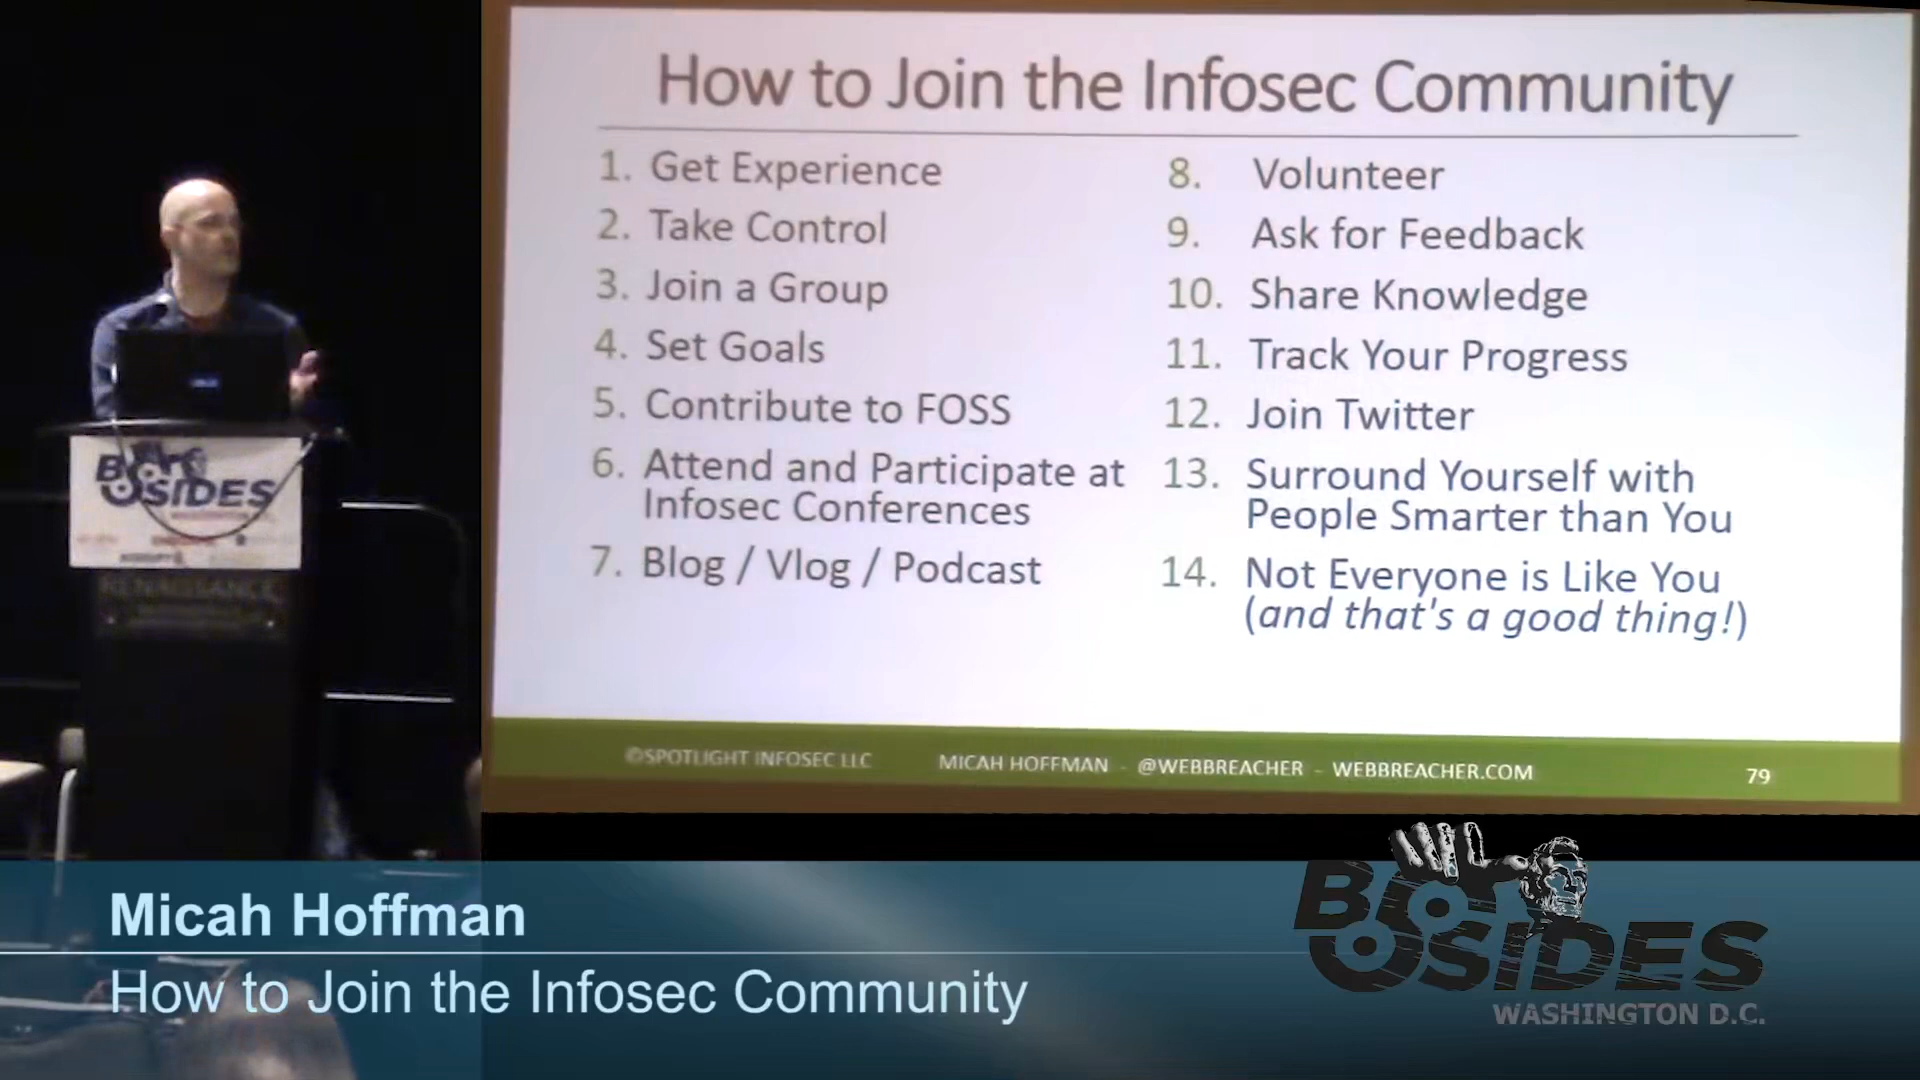 How to Join the Infosec Community
1. Get Experience
2. Take Control
3. Join a Group
4. Set Goals
5. Contribute to FOSS
6. Attend and Participate at
Infosec Conferences
7. Blog / Vlog / Podcast
8. Volunteer
9. Ask for Feedback
10. Share Knowledge
11. Track Your Progress
12. Join Twitter
13. Surround Yourself with
People Smarter than You
14. Not Everyone is Like You
(and that's a good thing!)
©SPOTLIGHT INFOSEC LLC MICAH HOFFMAN - @WEBBREACHER - WEBBREACHER.COM 79
BSIDES
RENAISSANCE
Micah Hoffman
How to Join the Infosec Community
BSIDES
WASHINGTON D.C.